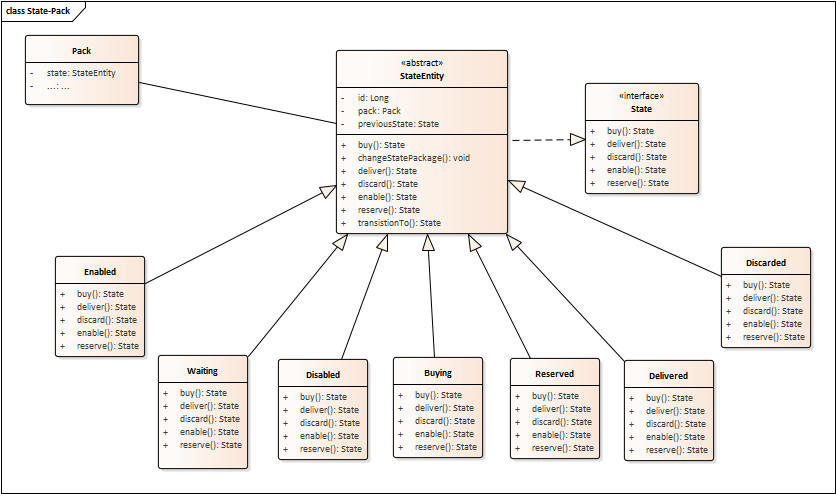 class State-Pack
Pack
- state: StateEntity
- ...: ...
«abstract»
StateEntity
- id: Long
- pack: Pack
- previousState: State
+ buy(): State
+ changeStatePackage(): void
+ deliver(): State
+ discard(): State
+ enable(): State
+ reserve(): State
+ transistionTo(): State
«interface»
State
+ buy(): State
+ deliver(): State
+ discard(): State
+ enable(): State
+ reserve(): State
Enabled
+ buy(): State
+ deliver(): State
+ discard(): State
+ enable(): State
+ reserve(): State
Waiting
+ buy(): State
+ deliver(): State
+ discard(): State
+ enable(): State
+ reserve(): State
Disabled
+ buy(): State
+ deliver(): State
+ discard(): State
+ enable(): State
+ reserve(): State
Buying
+ buy(): State
+ deliver(): State
+ discard(): State
+ enable(): State
+ reserve(): State
Reserved
+ buy(): State
+ deliver(): State
+ discard(): State
+ enable(): State
+ reserve(): State
Delivered
+ buy(): State
+ deliver(): State
+ discard(): State
+ enable(): State
+ reserve(): State
Discarded
+ buy(): State
+ deliver(): State
+ discard(): State
+ enable(): State
+ reserve(): State